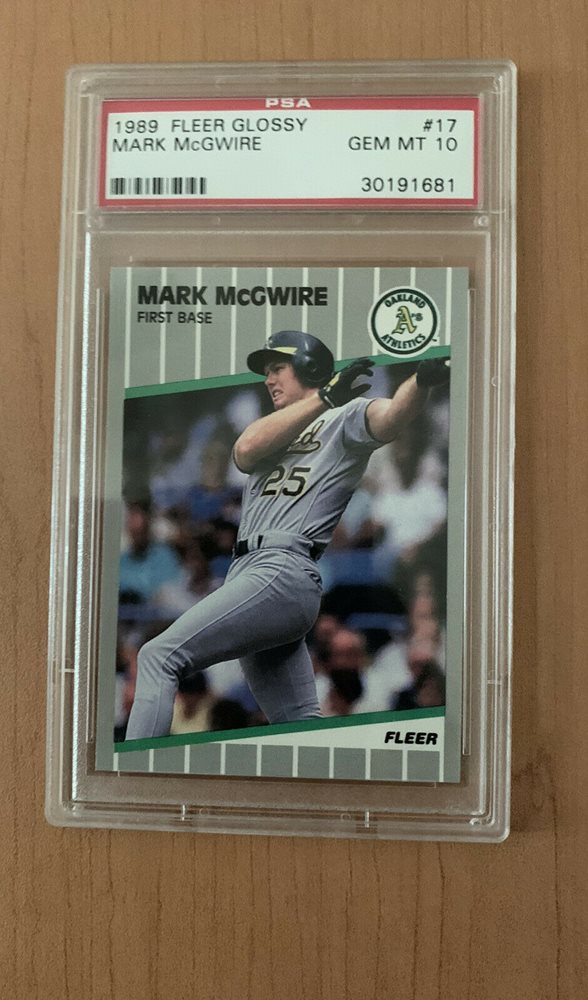 PSA
1989 FLEER GLOSSY #17
MARK McGWIRE GEM MT 10
30191681
MARK McGWIRE
FIRST BASE
OAKLAND
A's
ATHLETICS
25
FLEER